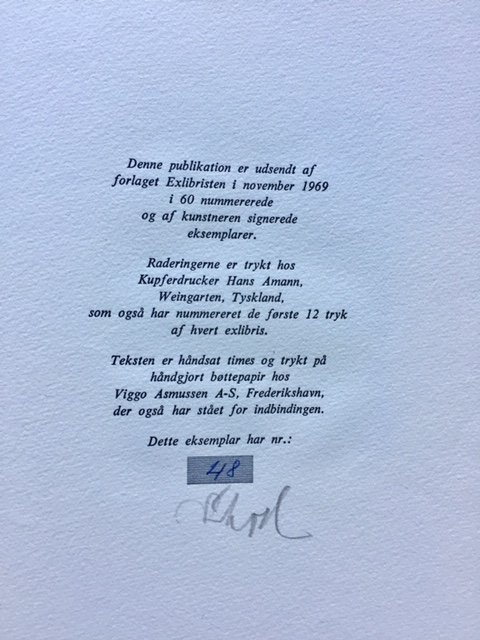 Denne publikation er udsendt af
forlaget Exlibristen i november 1969
i 60 nummererede
og af kunstneren signerede
eksemplarer.
Raderingerne er trykt hos
Kupferdrucker Hans Amann,
Weingarten, Tyskland,
som også har nummereret de første 12 tryk
af hvert exlibris.
Teksten er håndsat times og trykt på
håndgjort bøttepapir hos
Viggo Asmussen A-S, Frederikshavn,
der også har stået for indbindingen.
Dette eksemplar har nr.:
48